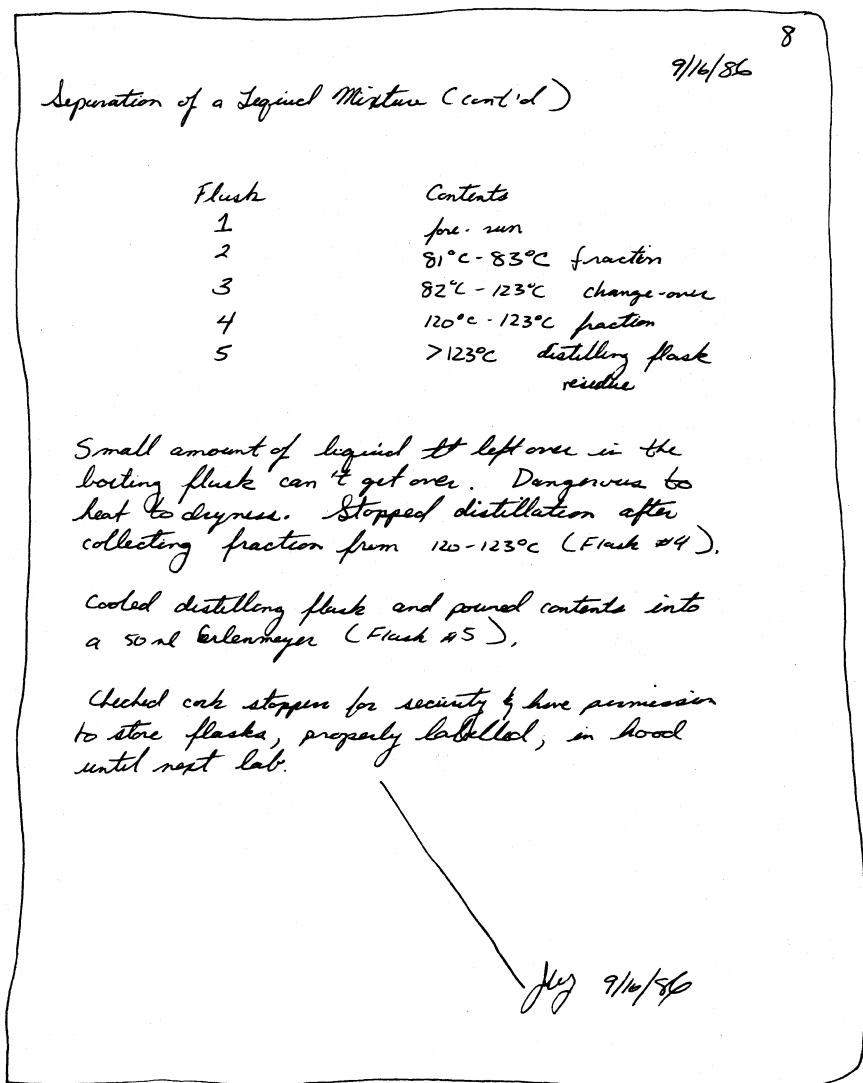 8
9/16/86
Separation of a Liquid Mixture (cont'd)
Flask Contents
1 fore-run
2 81°C-83°C fraction
3 82°C-123°C change-over
4 120°C-123°C fraction
5 >123°C distilling flask
residue
Small amount of liquid left over in the
boiling flask can't get over. Dangerous to
heat to dryness. Stopped distillation after
collecting fraction from 120-123°C (Flask #4).
Cooled distilling flask and poured contents into
a 50 ml Erlenmeyer (Flask #5).
Checked cork stoppers for security & have permission
to store flasks, properly labelled, in hood
until next lab.
9/16/86